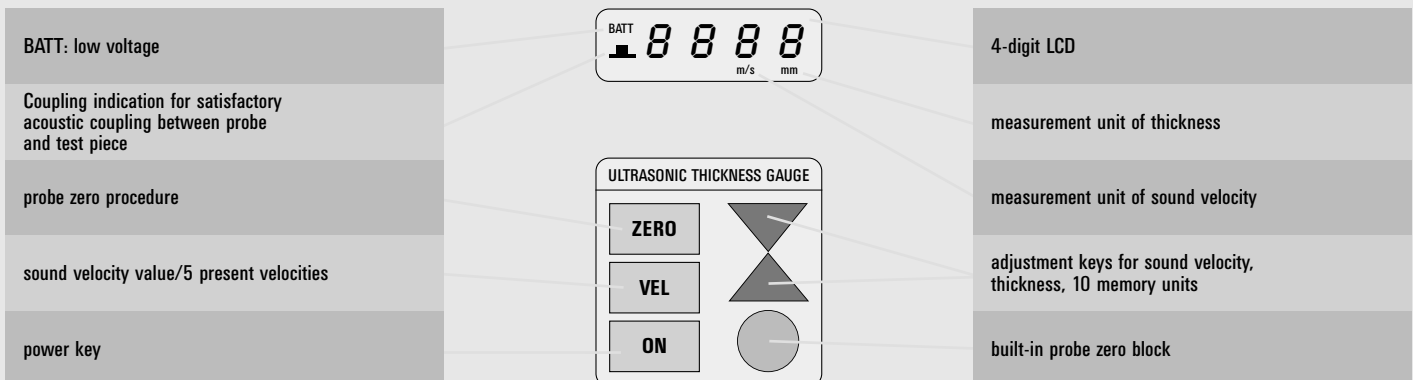 BATT: low voltage
Coupling indication for satisfactory
acoustic coupling between probe
and test piece
probe zero procedure
sound velocity value/5 present velocities
power key
BATT
8 8 8 8
m/s mm
ULTRASONIC THICKNESS GAUGE
ZERO
VEL
ON
4-digit LCD
measurement unit of thickness
measurement unit of sound velocity
adjustment keys for sound velocity,
thickness, 10 memory units
built-in probe zero block